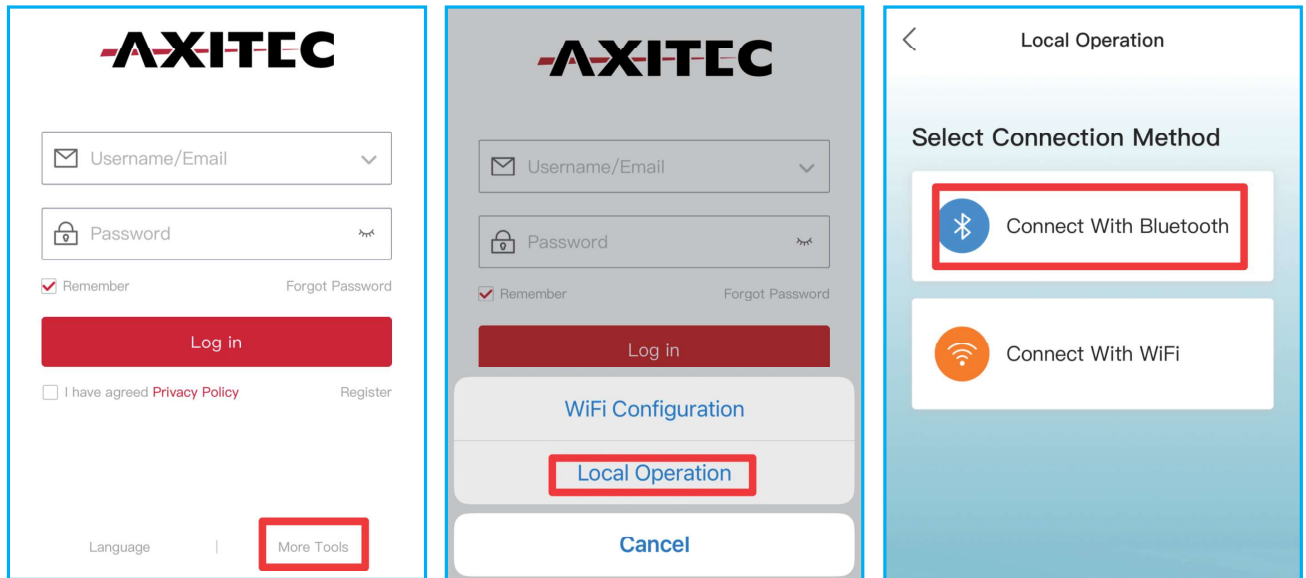 AXITEC
Username/Email
Password
Remember Forgot Password
Log in
I have agreed Privacy Policy Register
Language | More Tools
AXITEC
Username/Email
Password
Remember Forgot Password
Log in
WiFi Configuration
Local Operation
Cancel
Local Operation
Select Connection Method
Connect With Bluetooth
Connect With WiFi